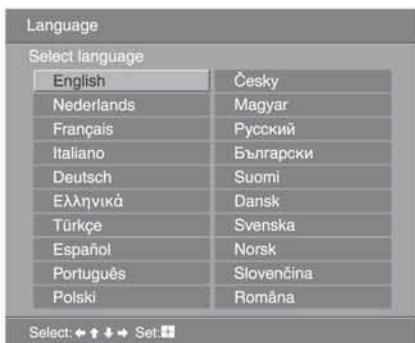 Language
Select language
English
Nederlands
Français
Italiano
Deutsch
Ελληνικά
Türkçe
Español
Português
Polski
Česky
Magyar
Русский
Български
Suomi
Dansk
Svenska
Norsk
Slovenčina
Româna
Select: ←↑↓→ Set: